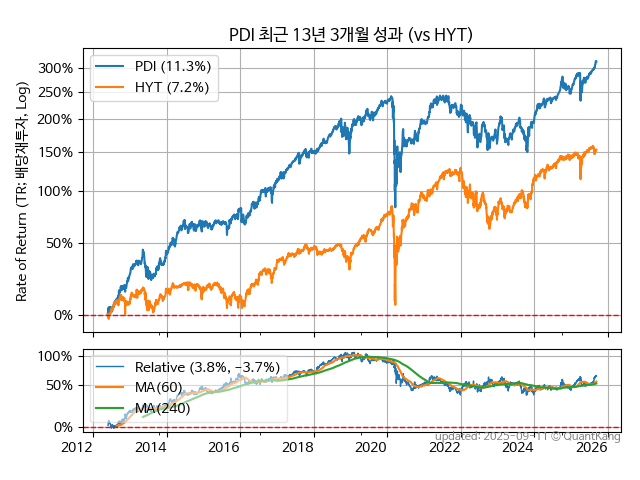 PDI 최근 13년 3개월 성과 (vs HYT)
PDI (11.3%)
HYT (7.2%)
300%
250%
200%
150%
100%
50%
0%
Rate of Return (TR: 배당재투자, Log)
Relative (3.8%, -3.7%)
MA(60)
MA(240)
100%
50%
0%
2012 2014 2016 2018 2020 2022 2024 2026
updated: 2025-09-11 © QuantKang